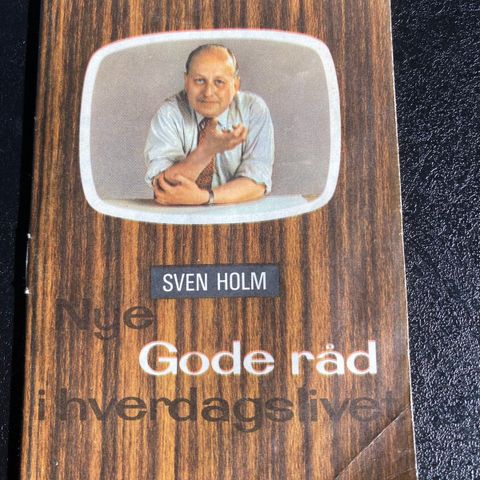 SVEN HOLM
Nye
Gode råd
i hverdagslivet